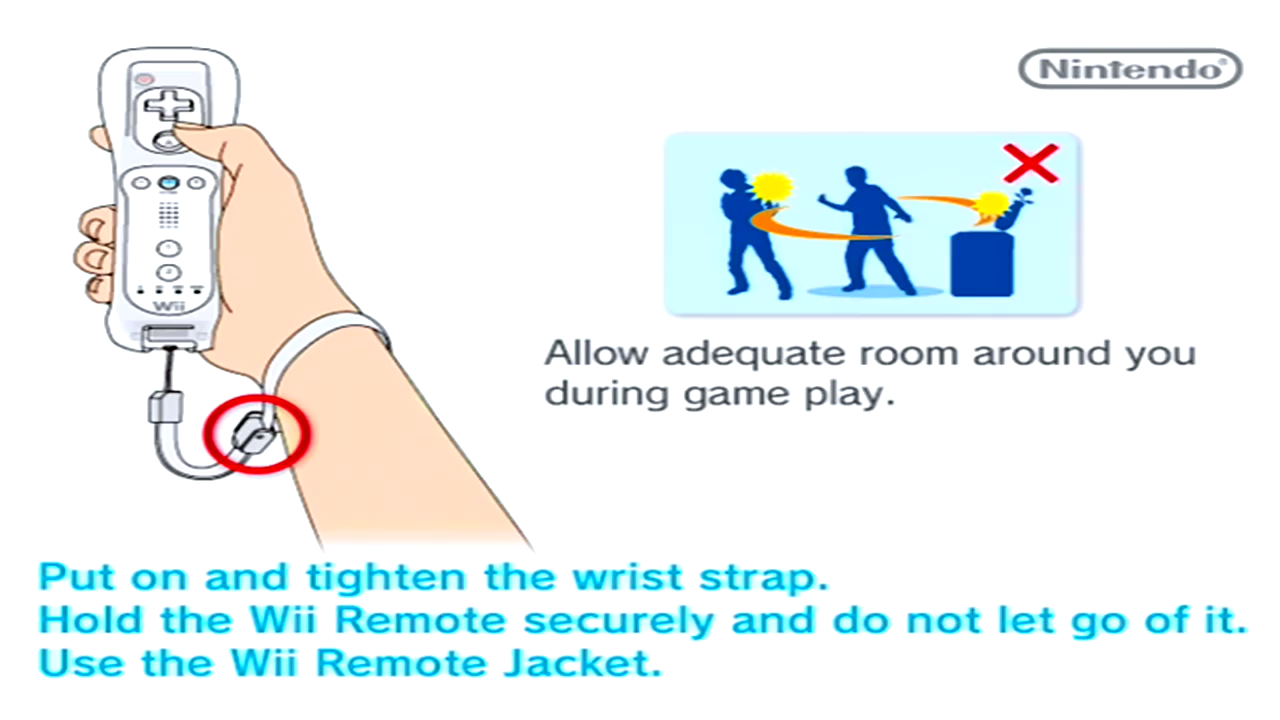 Nintendo®
Wii
Allow adequate room around you
during game play.
Put on and tighten the wrist strap.
Hold the Wii Remote securely and do not let go of it.
Use the Wii Remote Jacket.